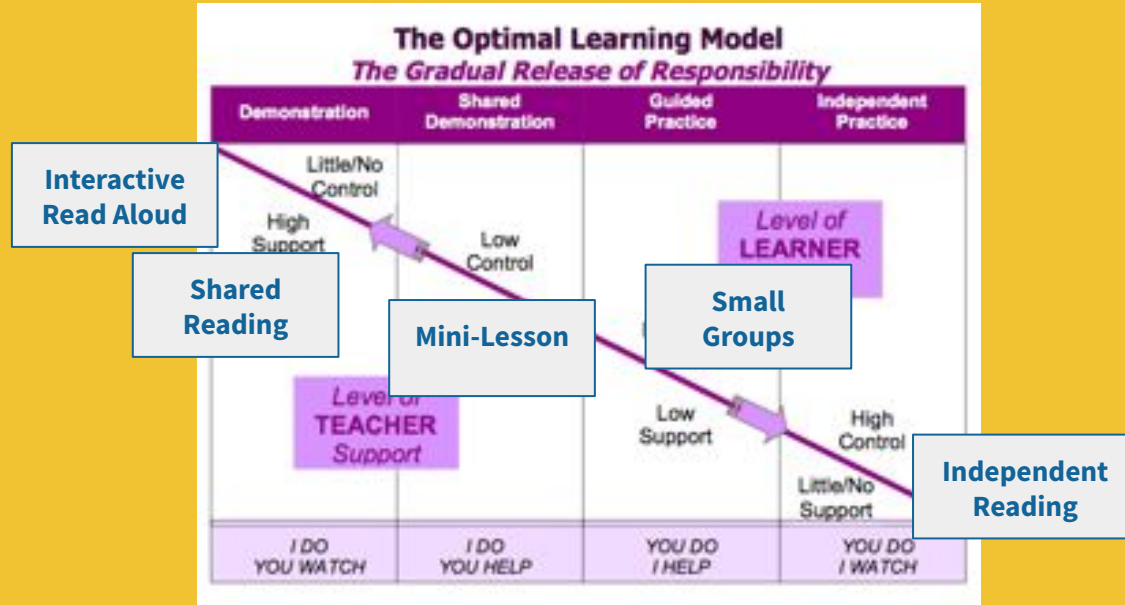 The Optimal Learning Model
The Gradual Release of Responsibility
Demonstration
Shared
Demonstration
Guided
Practice
Independent
Practice
Interactive
Read Aloud
Little/No
Control
High
Support
Low
Control
Level of
LEARNER
Shared
Reading
Mini-Lesson
Small
Groups
Level of
TEACHER
Support
Low
Support
High
Control
Little/No
Support
Independent
Reading
I DO
YOU WATCH
I DO
YOU HELP
YOU DO
I HELP
YOU DO
I WATCH